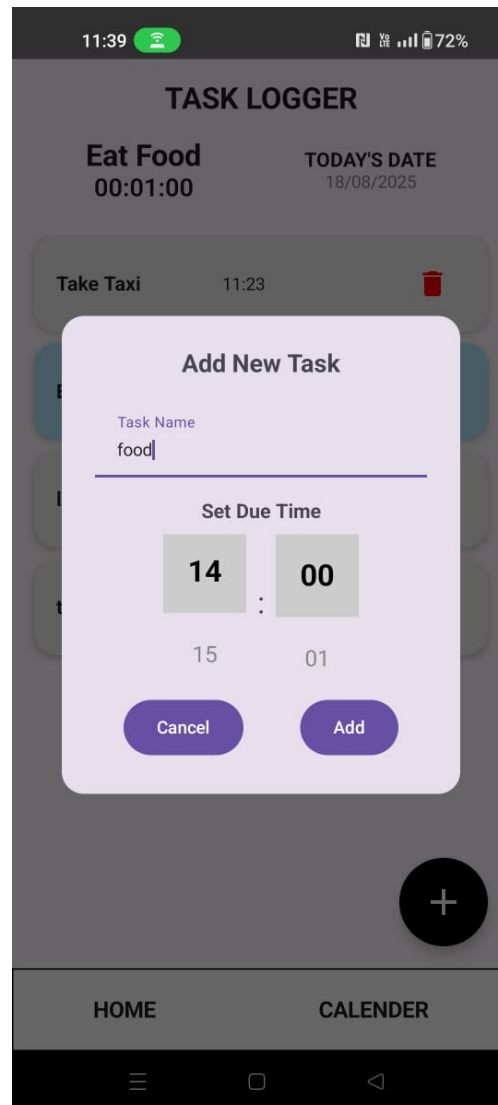 11:39 72%
TASK LOGGER
Eat Food TODAY'S DATE
00:01:00 18/08/2025
Take Taxi 11:23
Add New Task
Task Name
food
Set Due Time
14 : 00
15 01
Cancel Add
+
HOME CALENDER